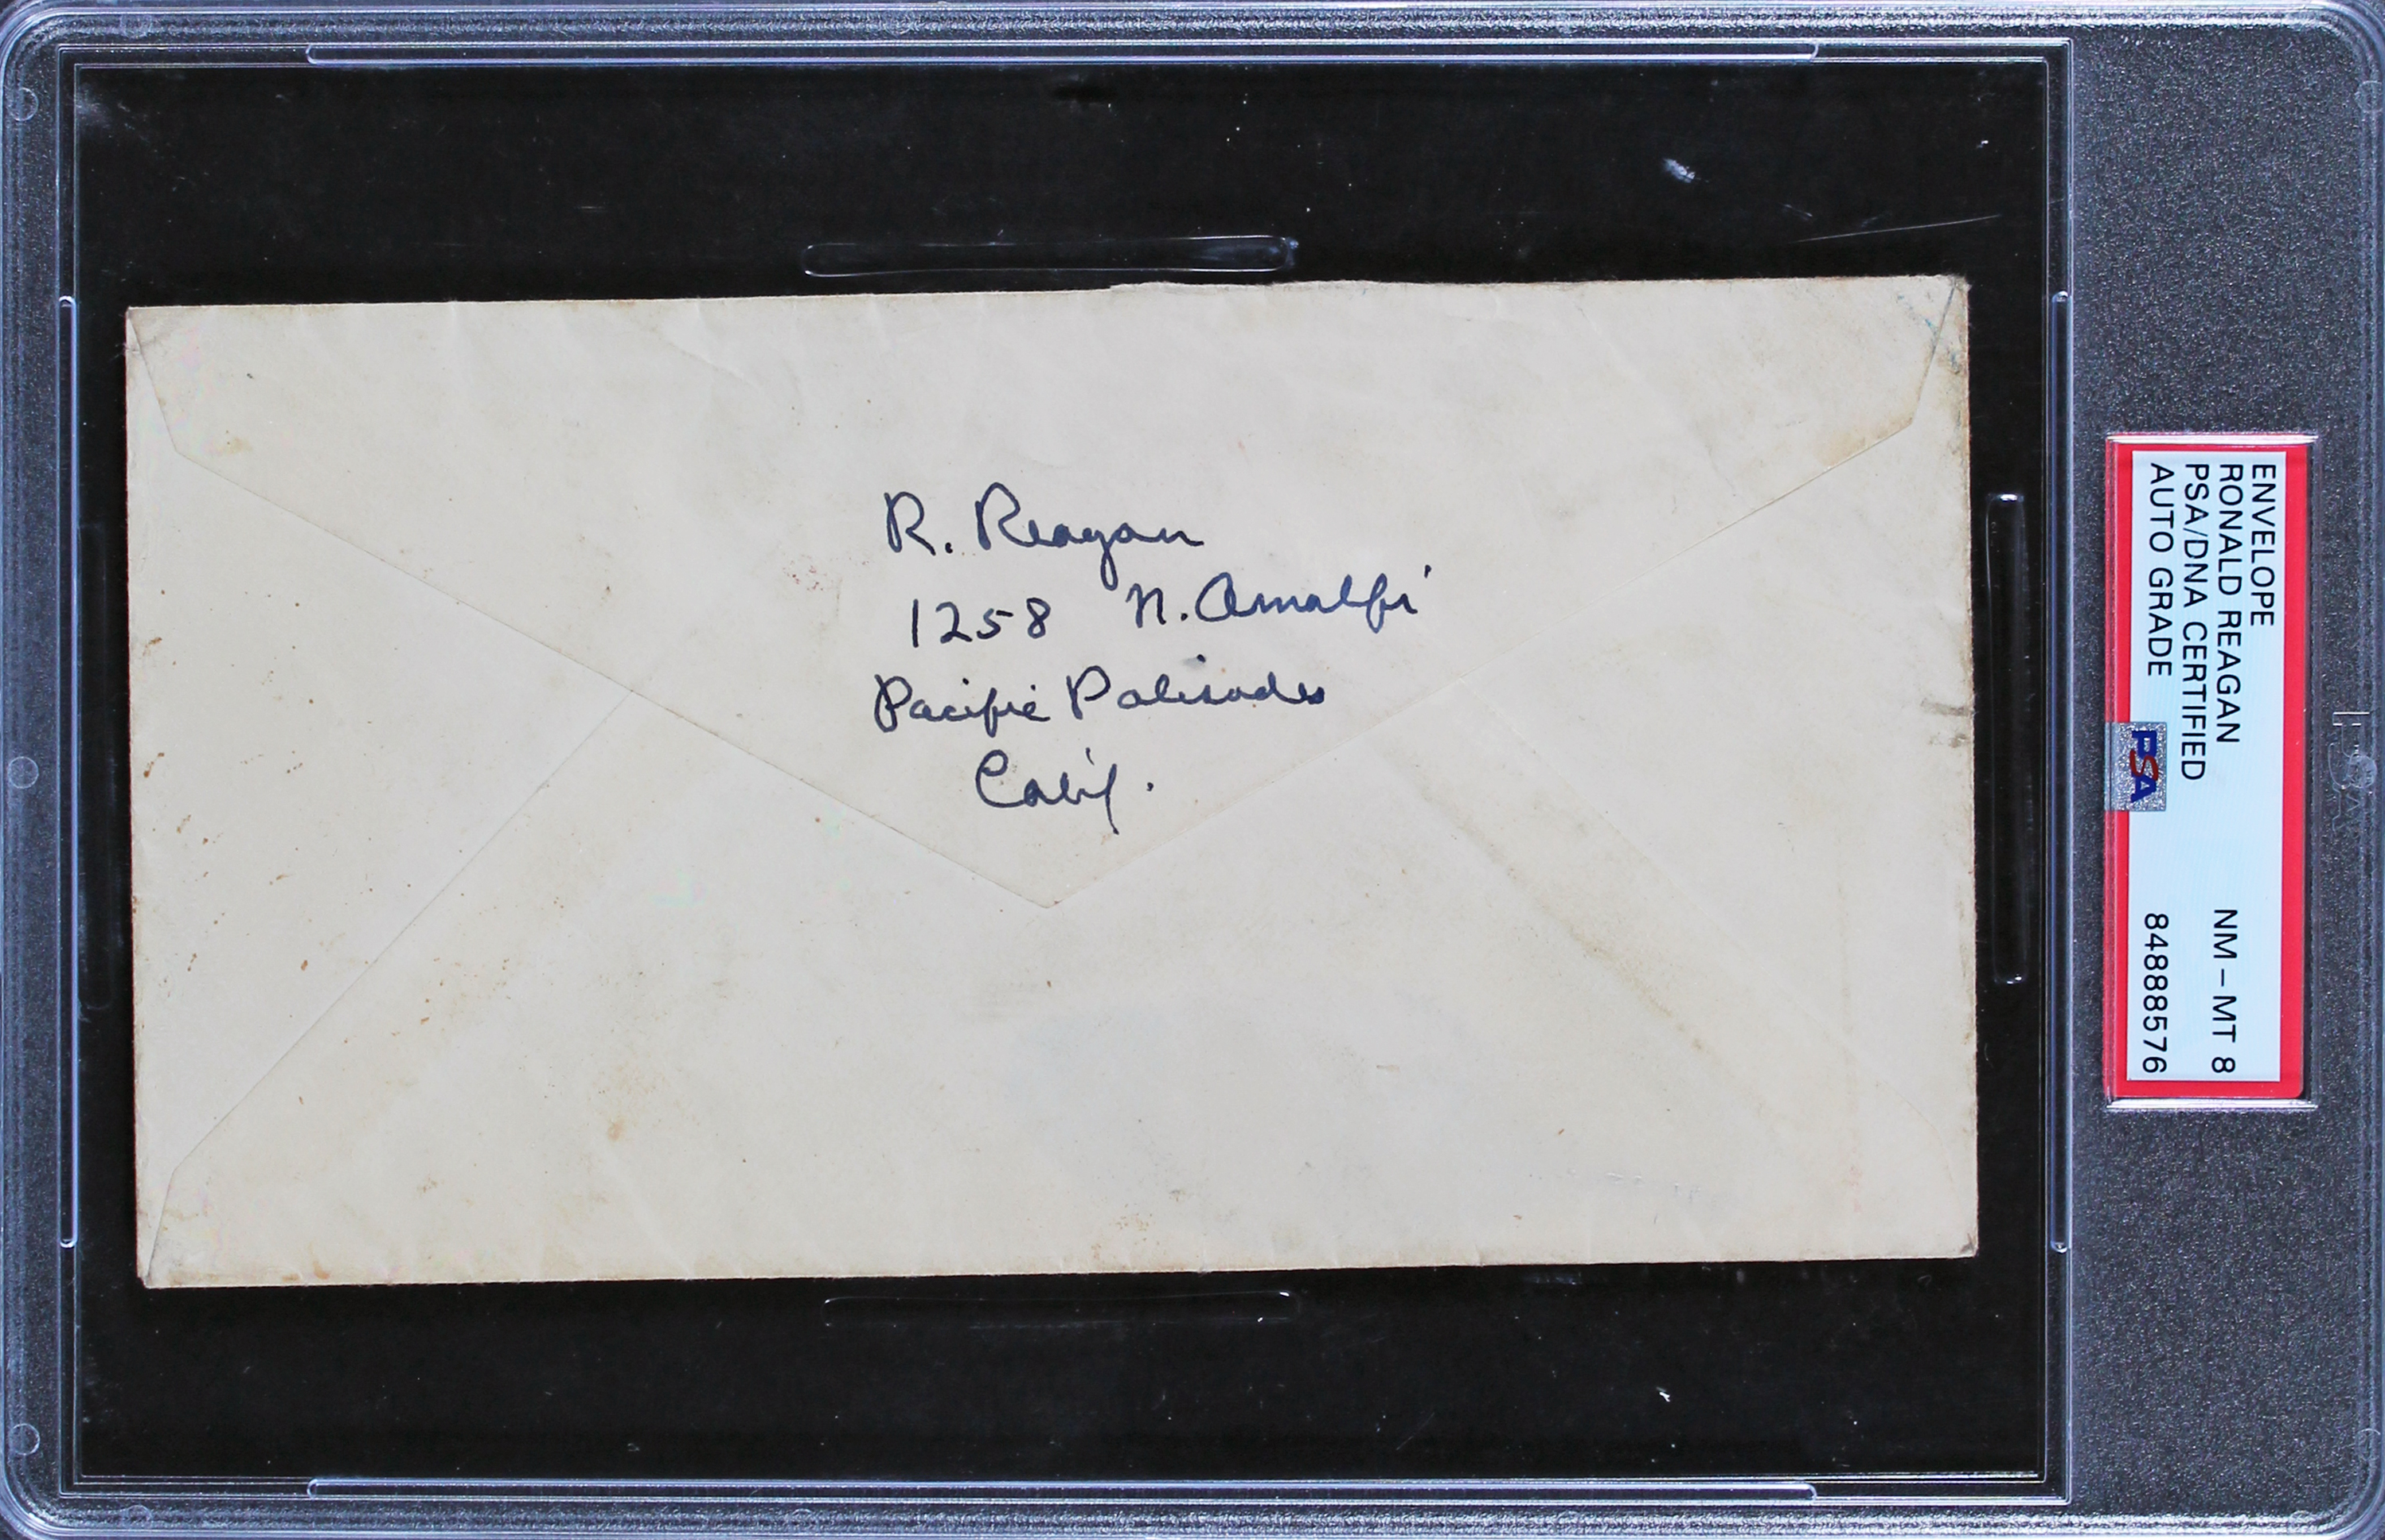 R. Reagan
1258 N. Amalfi
Pacific Palisades
Calif.
ENVELOPE
RONALD REAGAN NM-MT 8
PSA/DNA CERTIFIED
AUTO GRADE 84888576
PSA